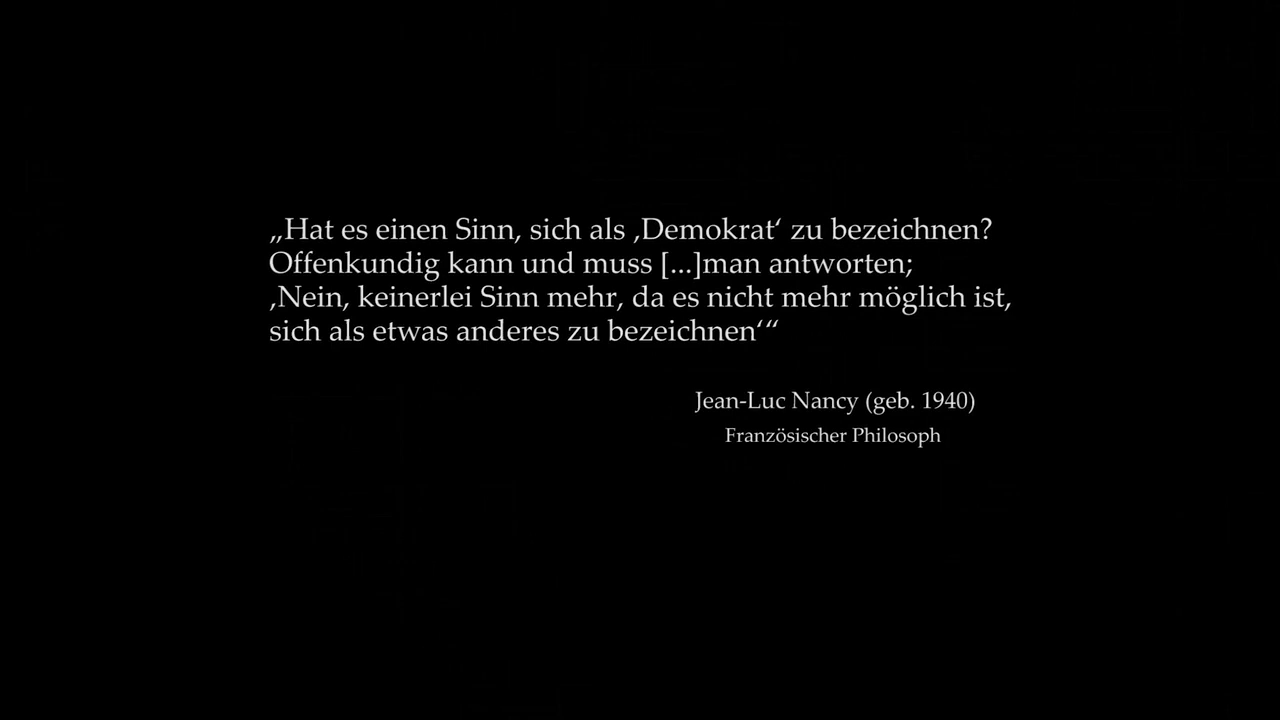 „Hat es einen Sinn, sich als ‚Demokrat‘ zu bezeichnen?
Offenkundig kann und muss [...]man antworten;
‚Nein, keinerlei Sinn mehr, da es nicht mehr möglich ist,
sich als etwas anderes zu bezeichnen‘“
Jean-Luc Nancy (geb. 1940)
Französischer Philosoph